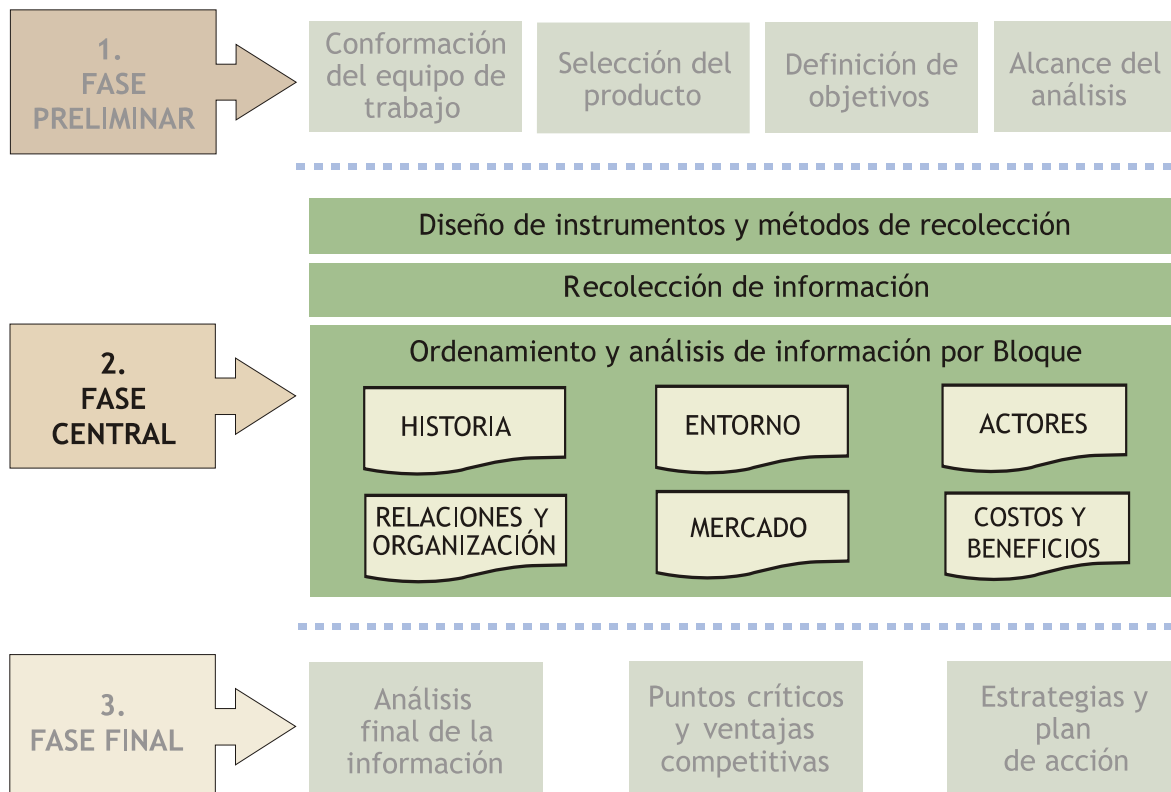 1.
FASE
PRELIMINAR
Conformación
del equipo de
trabajo
Selección del
producto
Definición de
objetivos
Alcance del
análisis
Diseño de instrumentos y métodos de recolección
Recolección de información
2.
FASE
CENTRAL
Ordenamiento y análisis de información por Bloque
HISTORIA
ENTORNO
ACTORES
RELACIONES Y
ORGANIZACIÓN
MERCADO
COSTOS Y
BENEFICIOS
3.
FASE FINAL
Análisis
final de la
información
Puntos críticos
y ventajas
competitivas
Estrategias y
plan
de acción